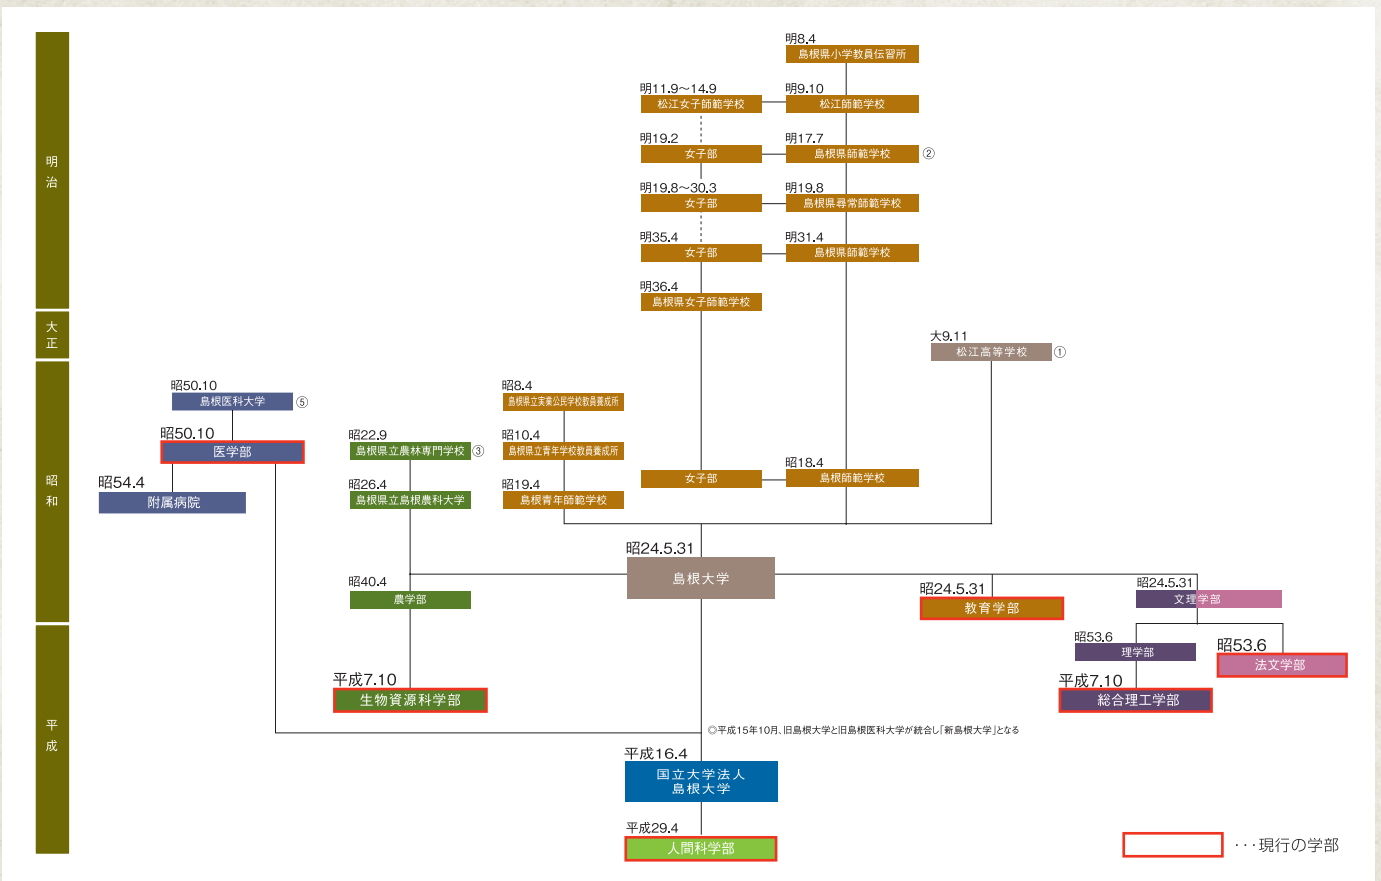 明治
大正
昭和
平成
明8.4
島根県小学教員伝習所
明11.9～14.9
松江女子師範学校
明9.10
松江師範学校
明19.2
女子部
明17.7
島根県師範学校
②
明19.8～30.3
女子部
明19.8
島根県尋常師範学校
明35.4
女子部
明31.4
島根県師範学校
明36.4
島根県女子師範学校
大9.11
松江高等学校
①
昭50.10
島根医科大学
⑤
昭50.10
医学部
昭54.4
附属病院
昭22.9
島根県立農林専門学校
③
昭26.4
島根県立島根農科大学
昭8.4
島根県立実業公民学校教員養成所
昭10.4
島根県立青年学校教員養成所
昭19.4
島根青年師範学校
女子部
昭18.4
島根師範学校
昭24.5.31
島根大学
昭40.4
農学部
昭24.5.31
教育学部
昭24.5.31
文理学部
昭53.6
理学部
昭53.6
法文学部
平成7.10
生物資源科学部
平成7.10
総合理工学部
◎平成15年10月、旧島根大学と旧島根医科大学が統合し「新島根大学」となる
平成16.4
国立大学法人
島根大学
平成29.4
人間科学部
･･･現行の学部